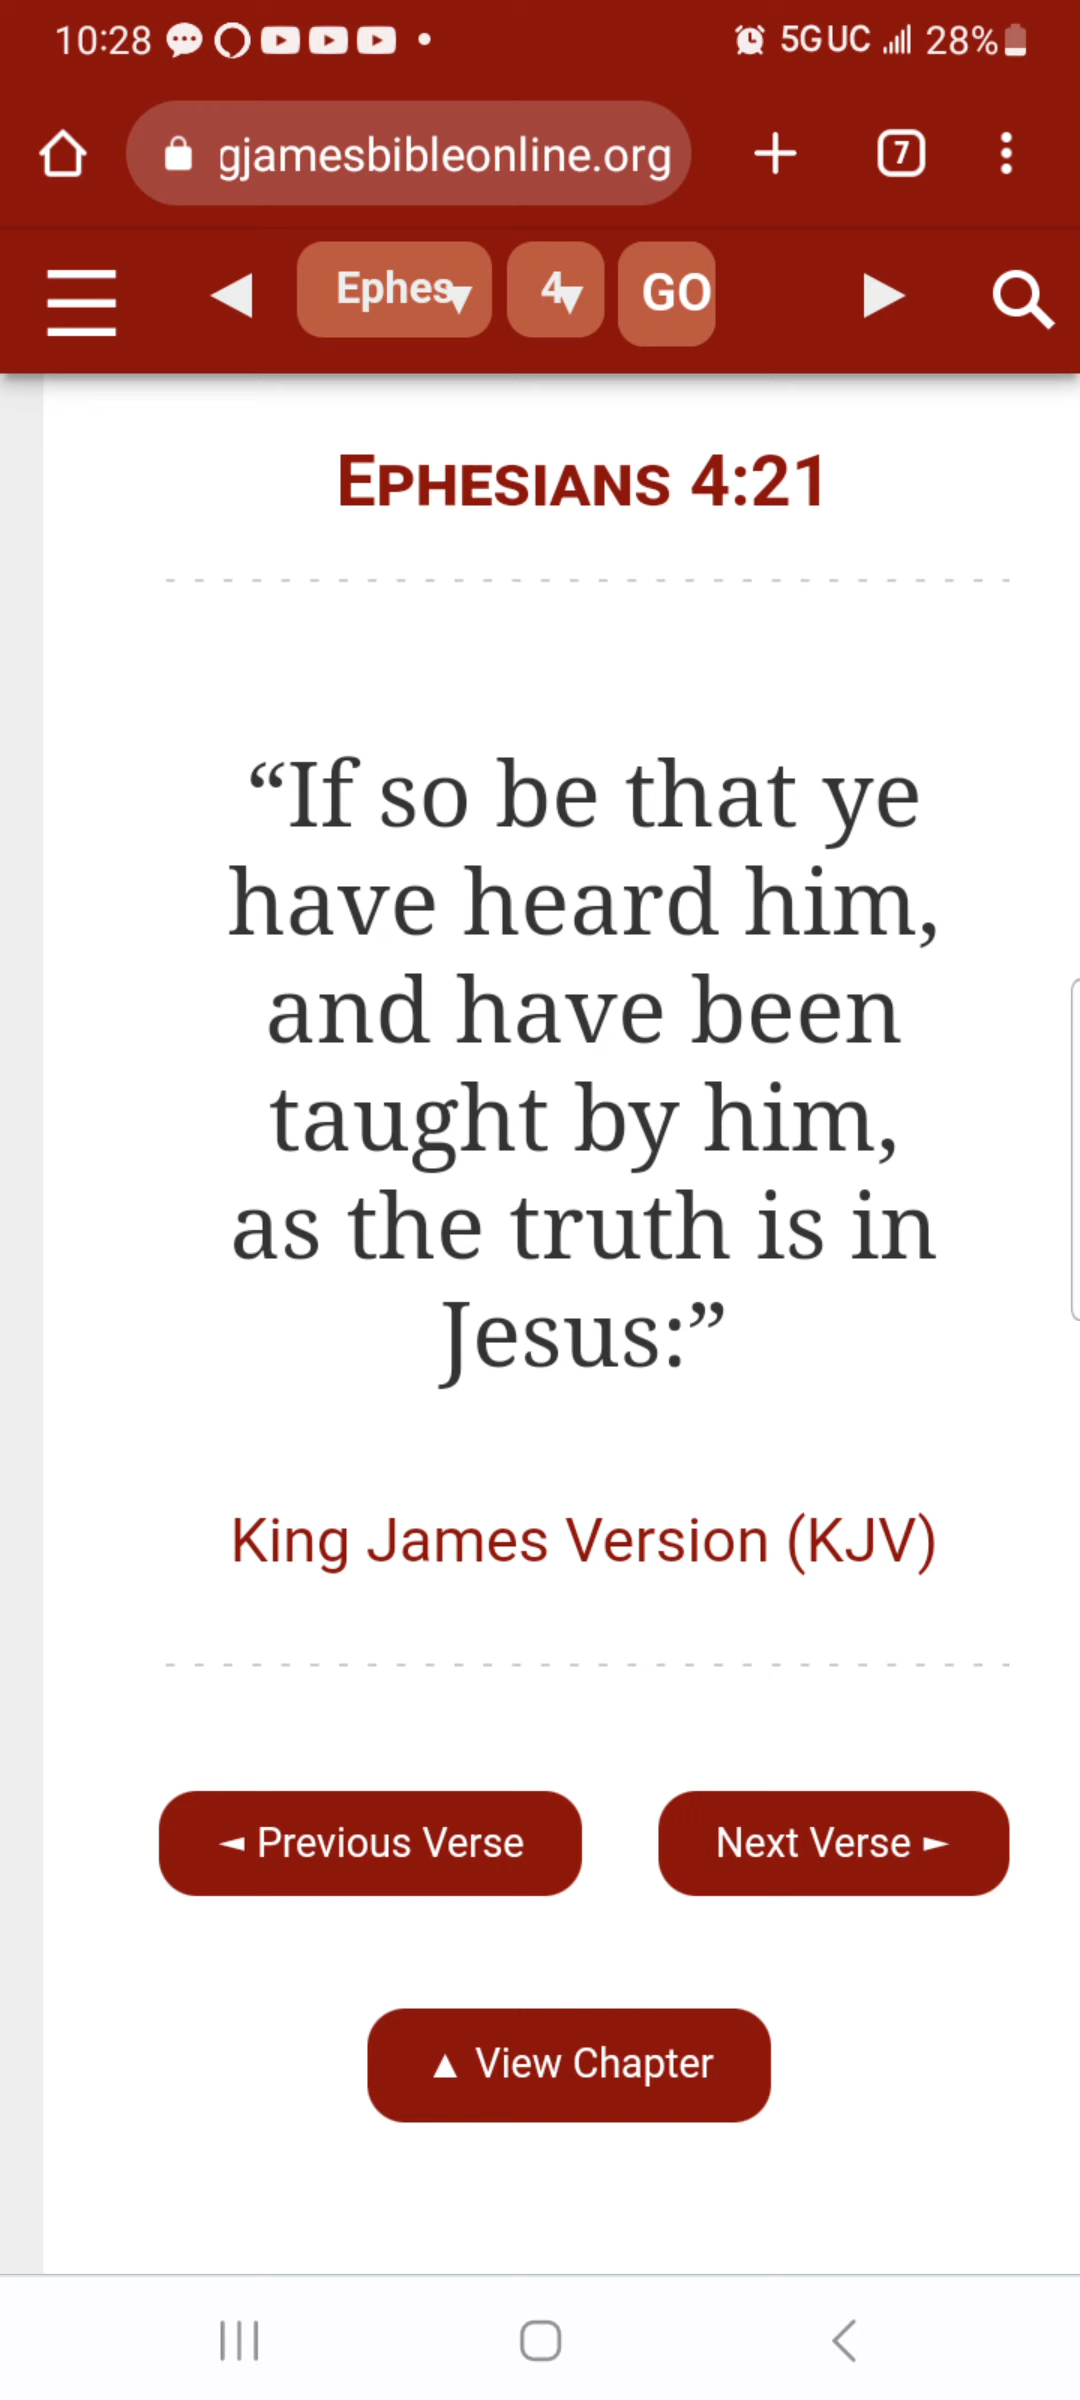 10:28 5G UC 28%
gjamesbibleonline.org 7
Ephes 4 GO
EPHESIANS 4:21
“If so be that ye
have heard him,
and have been
taught by him,
as the truth is in
Jesus:”
King James Version (KJV)
◄ Previous Verse Next Verse ►
▲ View Chapter